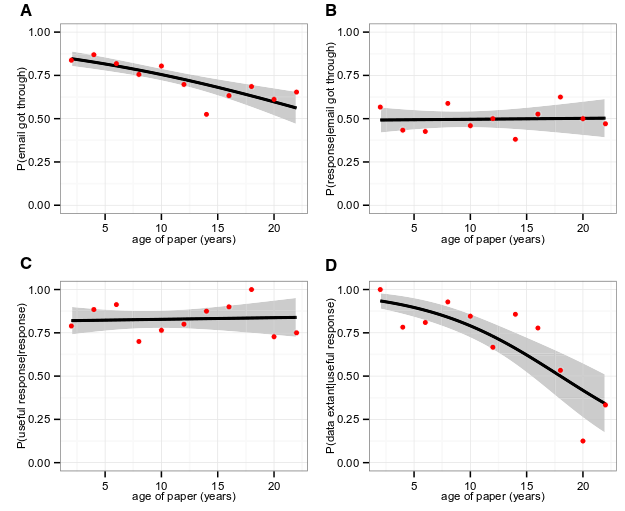 A
1.00
0.75
0.50
0.25
0.00
P(email got through)
5 10 15 20
age of paper (years)
B
1.00
0.75
0.50
0.25
0.00
P(response|email got through)
5 10 15 20
age of paper (years)
C
1.00
0.75
0.50
0.25
0.00
P(useful response|response)
5 10 15 20
age of paper (years)
D
1.00
0.75
0.50
0.25
0.00
P(data extant|useful response)
5 10 15 20
age of paper (years)